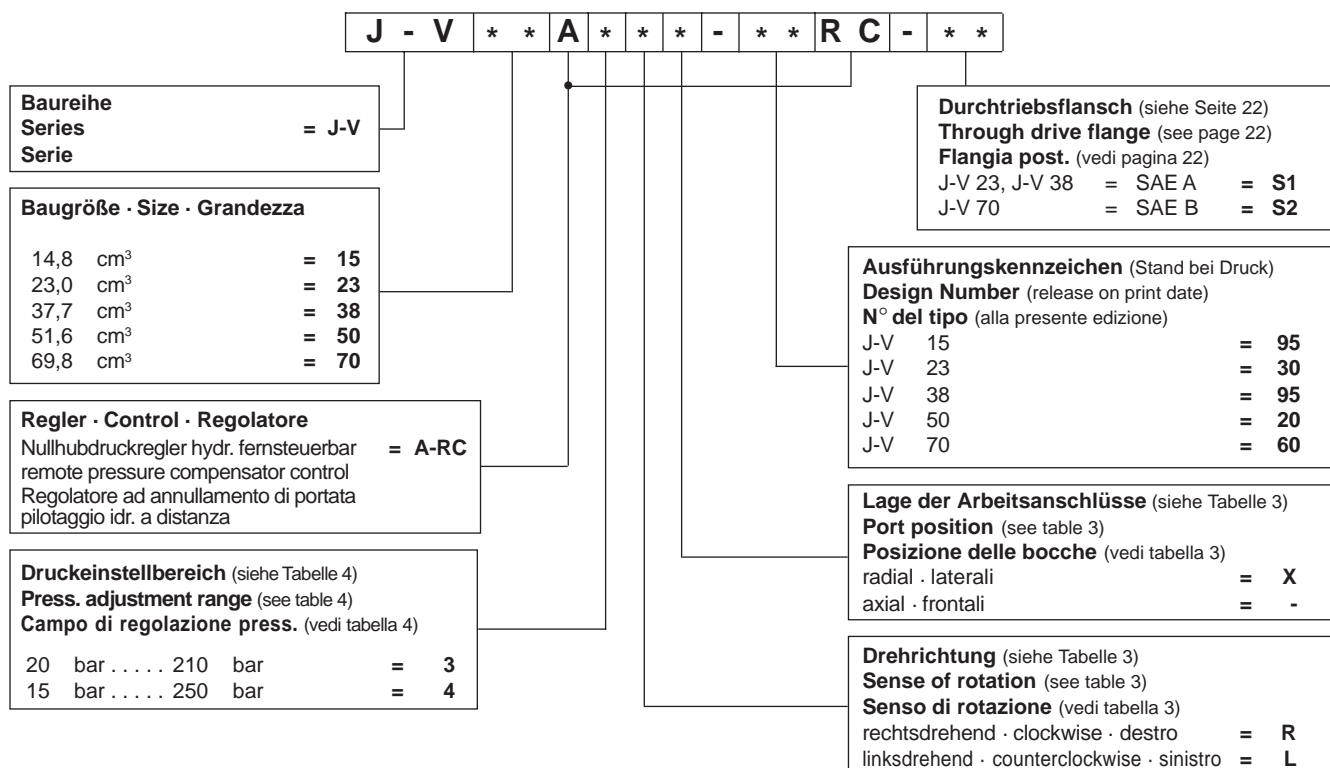 J - V * * A * * * - * * R C - * *
Baureihe
Series = J-V
Serie
Baugröße · Size · Grandezza
14,8 cm³ = 15
23,0 cm³ = 23
37,7 cm³ = 38
51,6 cm³ = 50
69,8 cm³ = 70
Regler · Control · Regolatore
Nullhubdruckregler hydr. fernsteuerbar = A-RC
remote pressure compensator control
Regolatore ad annullamento di portata
pilotaggio idr. a distanza
Druckeinstellbereich (siehe Tabelle 4)
Press. adjustment range (see table 4)
Campo di regolazione press. (vedi tabella 4)
20 bar . . . . . 210 bar = 3
15 bar . . . . . 250 bar = 4
Durchtriebsflansch (siehe Seite 22)
Through drive flange (see page 22)
Flangia post. (vedi pagina 22)
J-V 23, J-V 38 = SAE A = S1
J-V 70 = SAE B = S2
Ausführungskennzeichen (Stand bei Druck)
Design Number (release on print date)
N° del tipo (alla presente edizione)
J-V 15 = 95
J-V 23 = 30
J-V 38 = 95
J-V 50 = 20
J-V 70 = 60
Lage der Arbeitsanschlüsse (siehe Tabelle 3)
Port position (see table 3)
Posizione delle bocche (vedi tabella 3)
radial · laterali = X
axial · frontali = -
Drehrichtung (siehe Tabelle 3)
Sense of rotation (see table 3)
Senso di rotazione (vedi tabella 3)
rechtsdrehend · clockwise · destro = R
linksdrehend · counterclockwise · sinistro = L